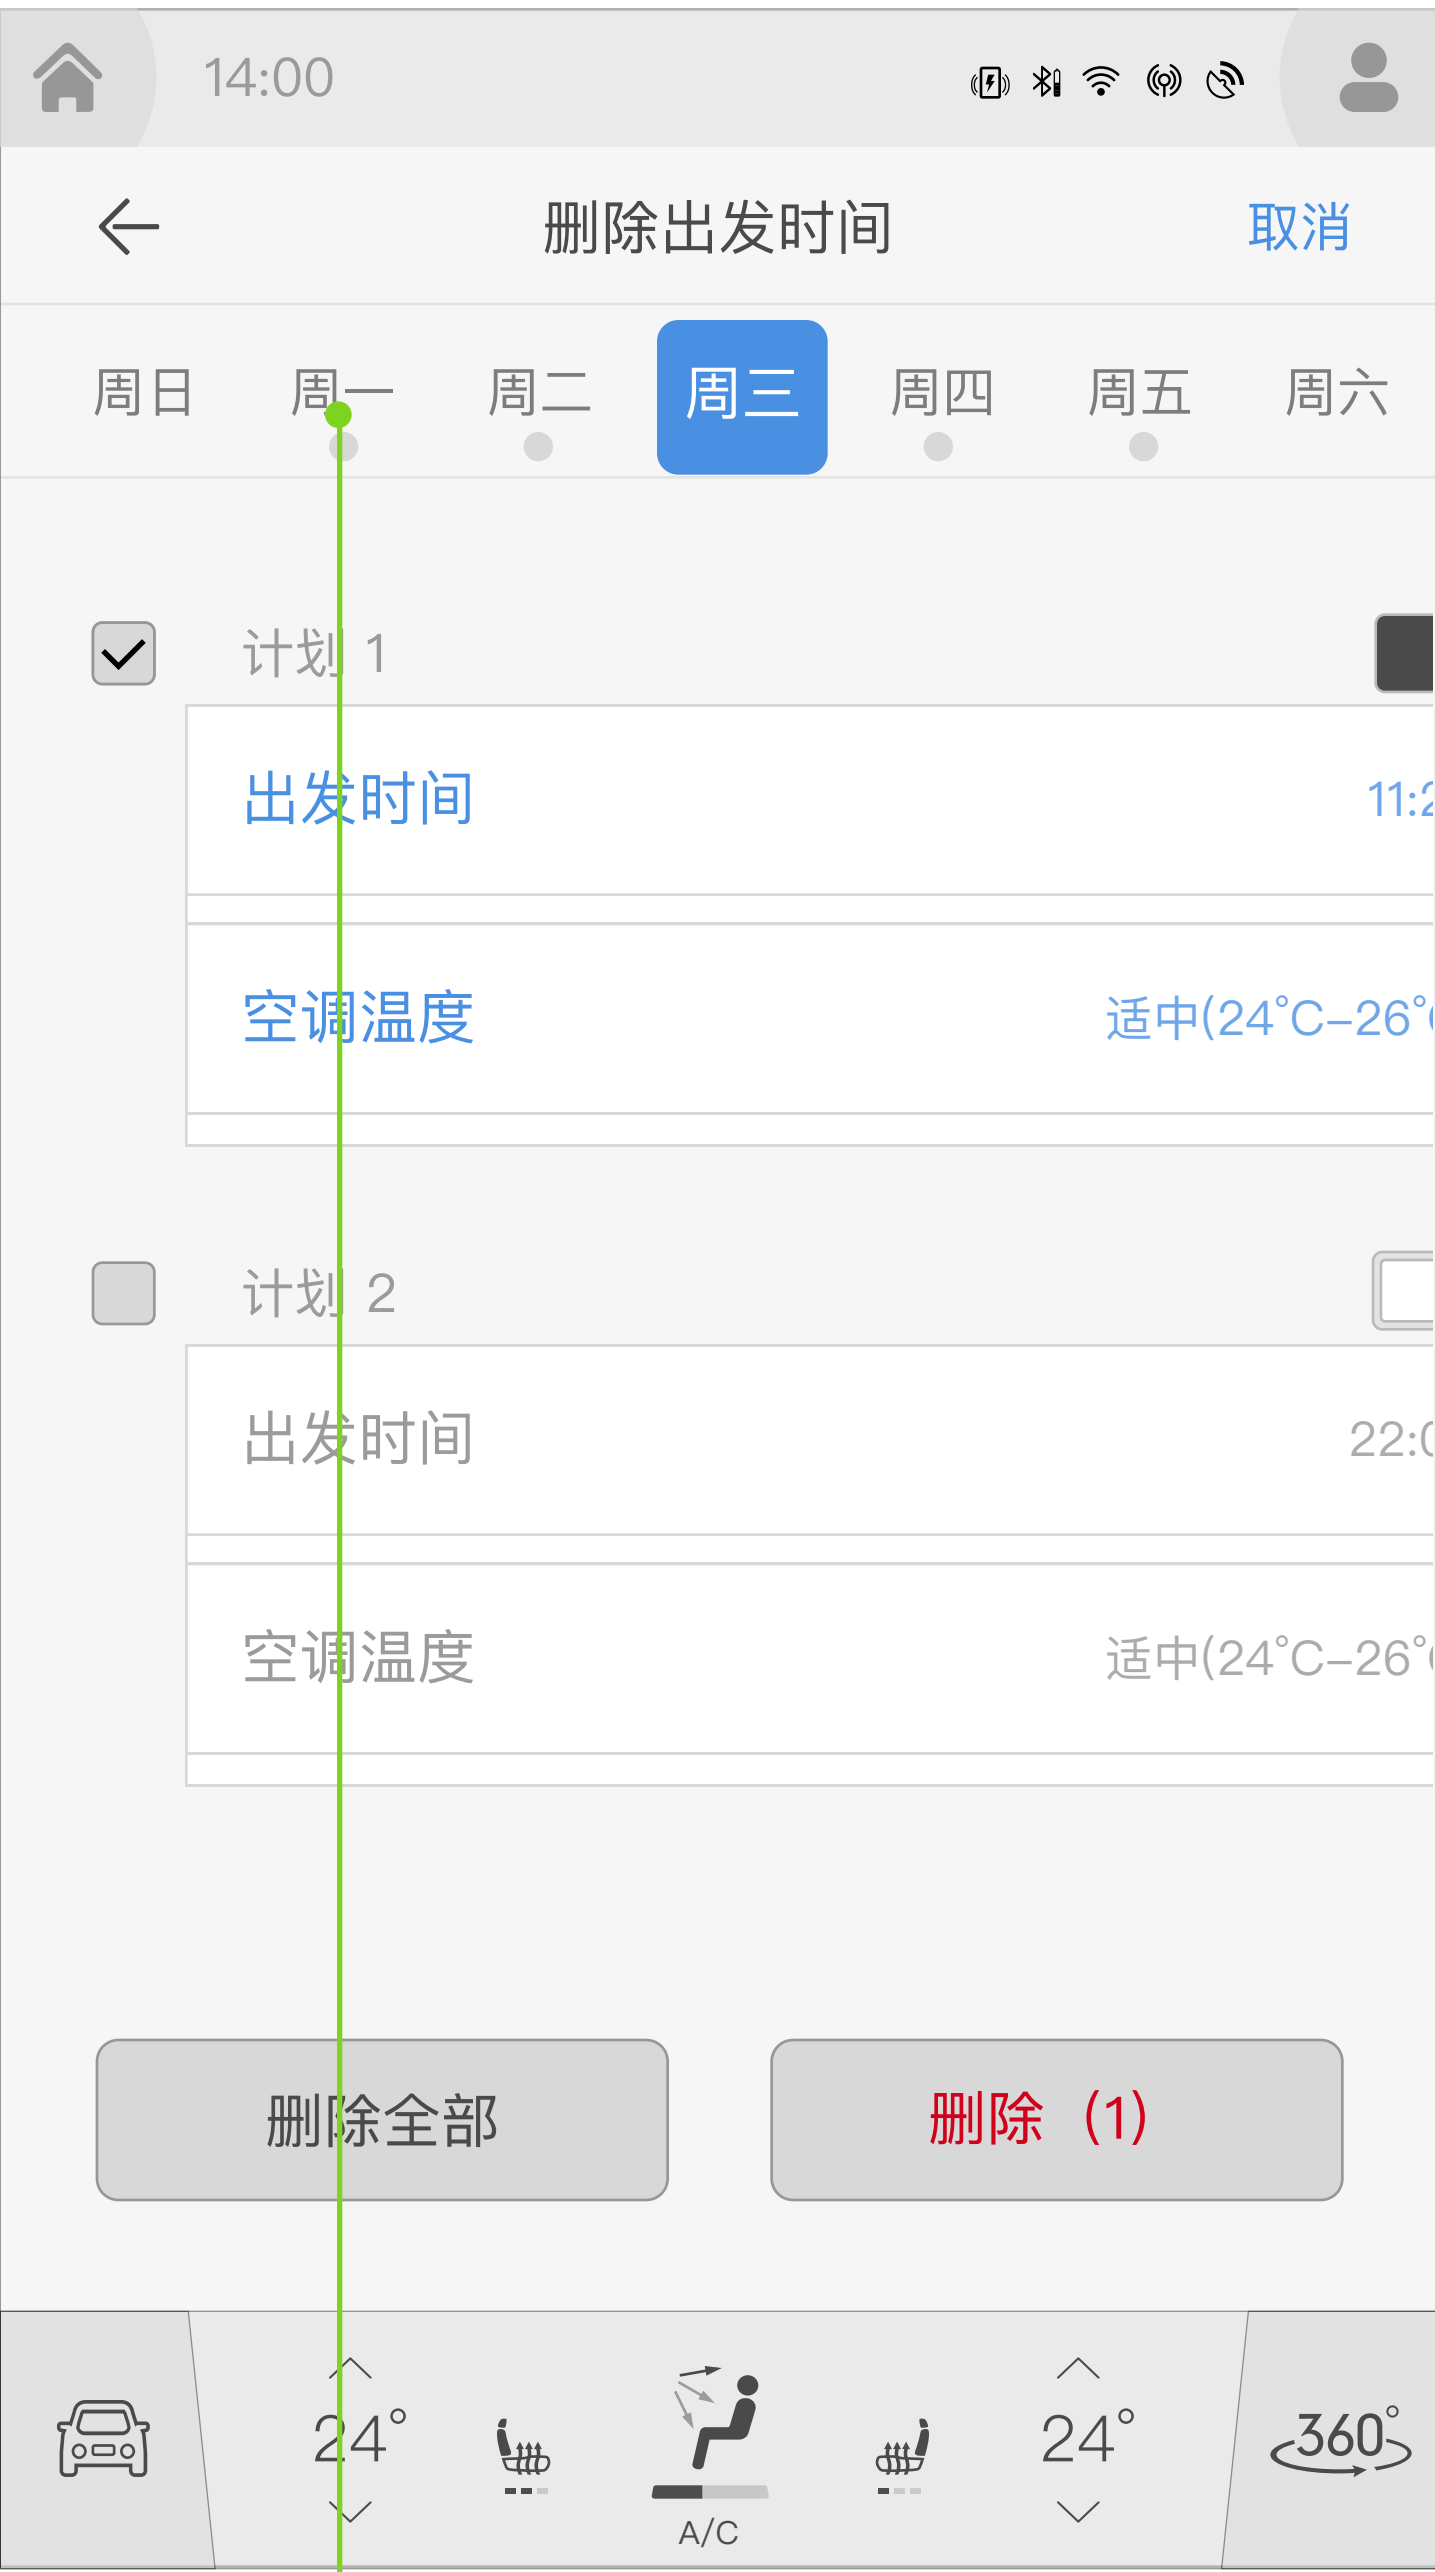 14:00
删除出发时间 取消
周日 周一 周二 周三 周四 周五 周六
计划 1
出发时间 11:2
空调温度 适中(24°C–26°C
计划 2
出发时间 22:0
空调温度 适中(24°C–26°C
删除全部 删除 (1)
24° 24° 360°
A/C